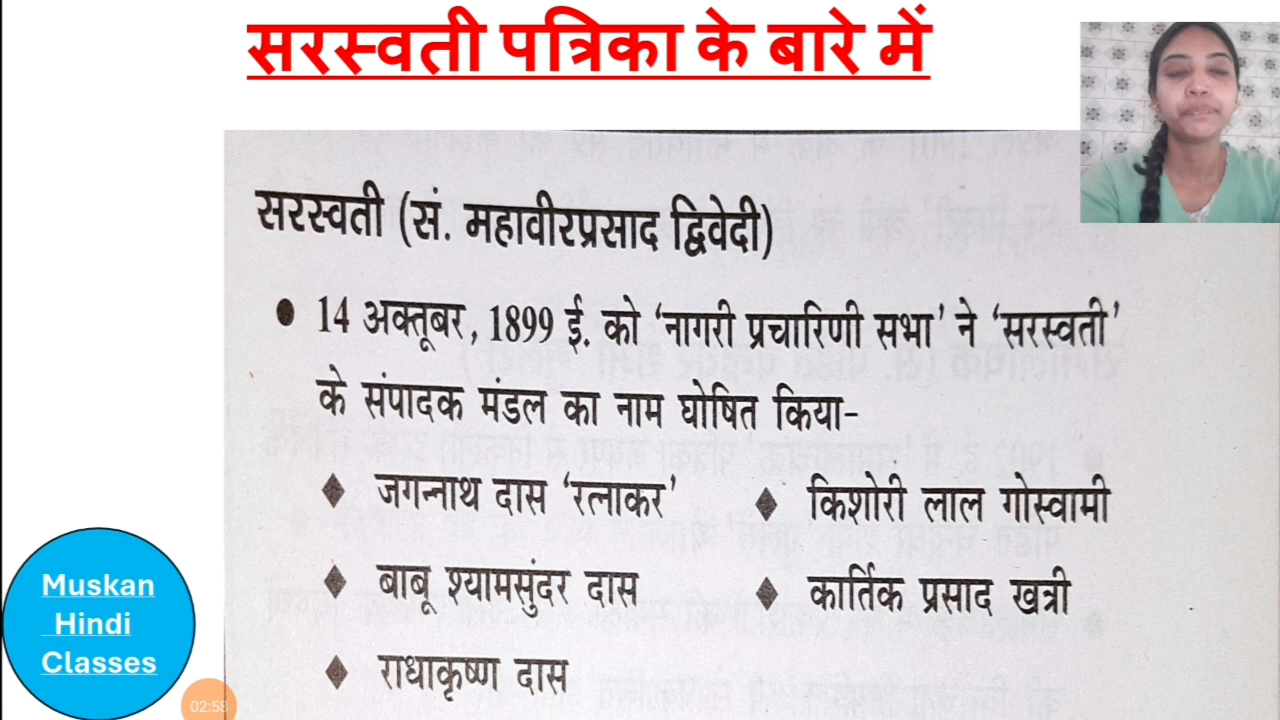 सरस्वती पत्रिका के बारे में
सरस्वती (सं. महावीरप्रसाद द्विवेदी)
● 14 अक्तूबर, 1899 ई. को ‘नागरी प्रचारिणी सभा’ ने ‘सरस्वती’
के संपादक मंडल का नाम घोषित किया-
♦ जगन्नाथ दास ‘रत्नाकर’ ♦ किशोरी लाल गोस्वामी
♦ बाबू श्यामसुंदर दास ♦ कार्तिक प्रसाद खत्री
♦ राधाकृष्ण दास
Muskan
Hindi
Classes
02:58